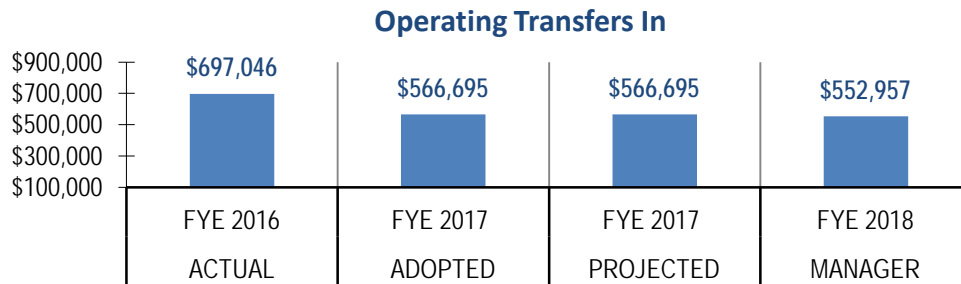 Operating Transfers In
$900,000
$700,000
$500,000
$300,000
$100,000
$697,046
$566,695
$566,695
$552,957
FYE 2016
FYE 2017
FYE 2017
FYE 2018
ACTUAL
ADOPTED
PROJECTED
MANAGER